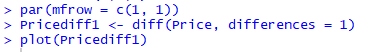 > par(mfrow = c(1, 1))
> Pricediff1 <- diff(Price, differences = 1)
> plot(Pricediff1)